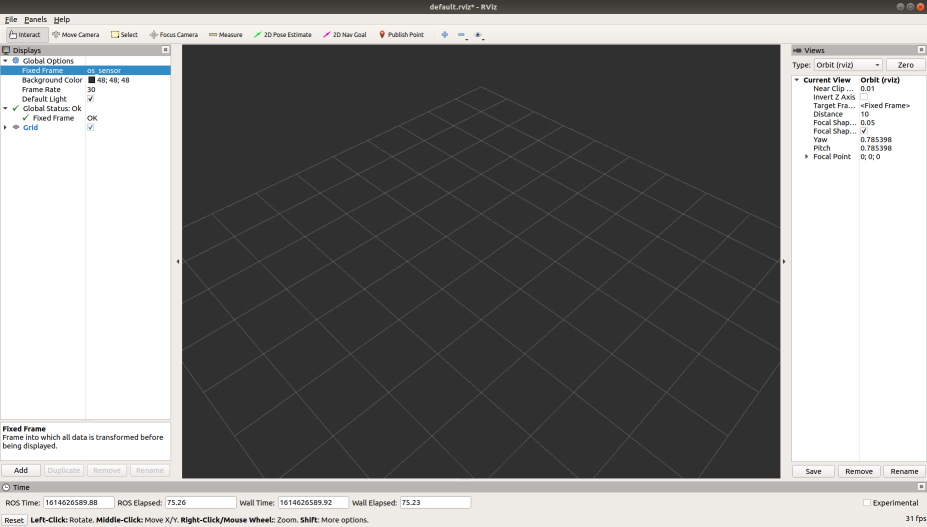 default.rviz* - RViz
File Panels Help
Interact Move Camera Select Focus Camera Measure 2D Pose Estimate 2D Nav Goal Publish Point
Displays
Global Options
Fixed Frame os_sensor
Background Color 48; 48; 48
Frame Rate 30
Default Light
Global Status: Ok
Fixed Frame OK
Grid
Fixed Frame
Frame into which all data is transformed before
being displayed.
Add Duplicate Remove Rename
Views
Type: Orbit (rviz) Zero
Current View Orbit (rviz)
Near Clip ... 0.01
Invert Z Axis
Target Fra... <Fixed Frame>
Distance 10
Focal Shap... 0.05
Focal Shap...
Yaw 0.785398
Pitch 0.785398
Focal Point 0; 0; 0
Save Remove Rename
Time
ROS Time: 1614626589.88 ROS Elapsed: 75.26 Wall Time: 1614626589.92 Wall Elapsed: 75.23 Experimental
Reset Left-Click: Rotate. Middle-Click: Move X/Y. Right-Click/Mouse Wheel:: Zoom. Shift: More options. 31 fps